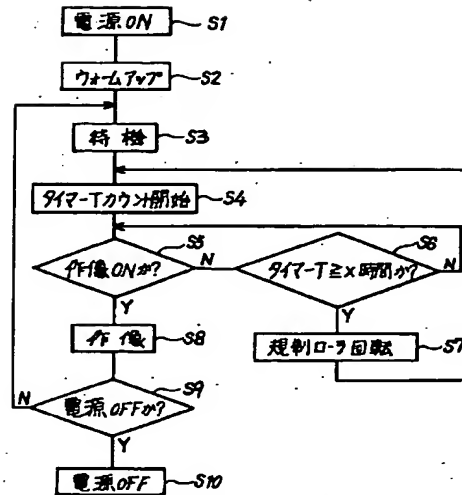 電源ON S1
ウォームアップ S2
待機 S3
タイマーTカウント開始 S4
作像ONか? S5
N
タイマーT≧x時間か? S6
N
Y
Y
作像 S8
規制ローラ回転 S7
N
電源OFFか? S9
Y
電源OFF S10